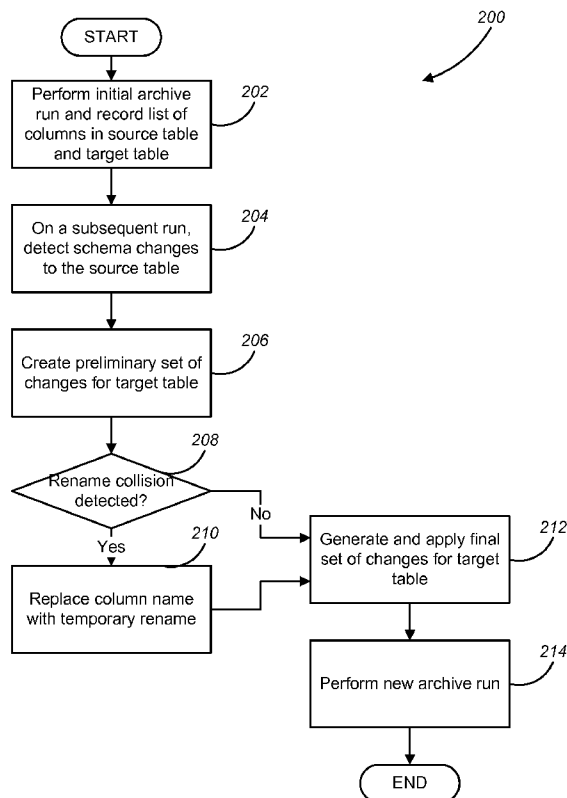 200
START
Perform initial archive
run and record list of
columns in source table
and target table
202
On a subsequent run,
detect schema changes
to the source table
204
Create preliminary set of
changes for target table
206
Rename collision
detected?
208
No
Yes
210
Replace column name
with temporary rename
Generate and apply final
set of changes for target
table
212
Perform new archive run
214
END